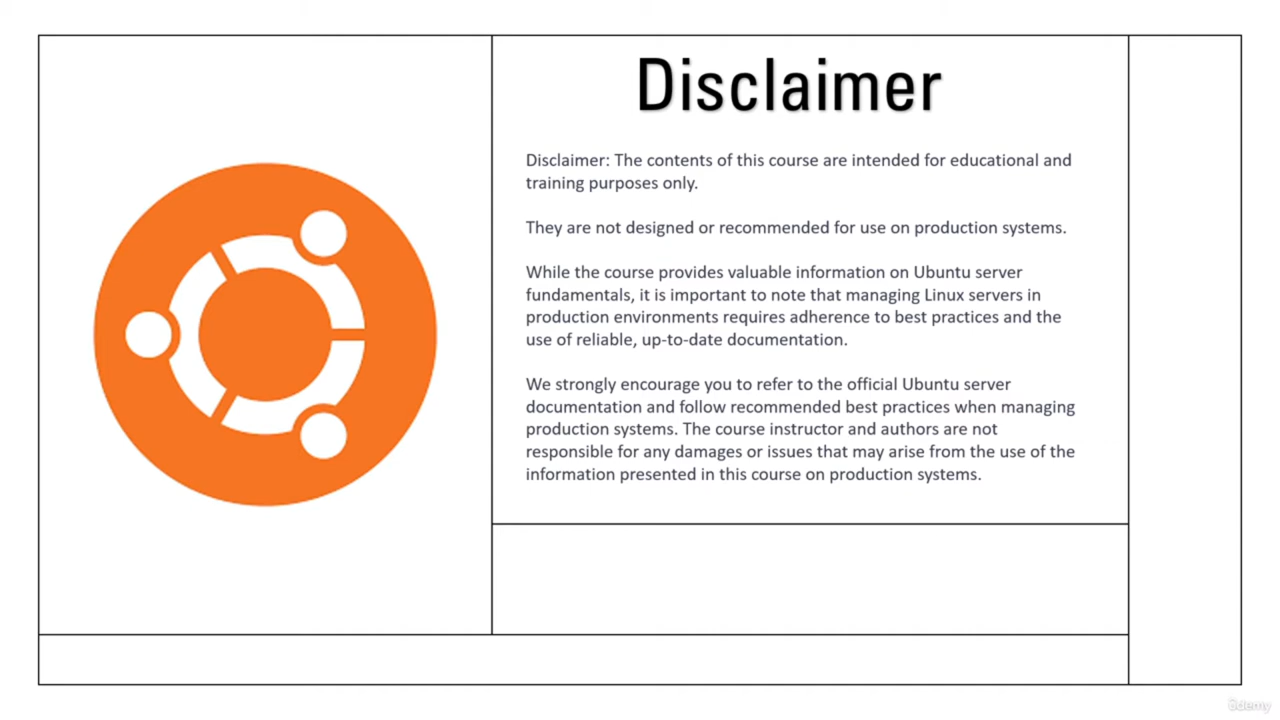 Disclaimer
Disclaimer: The contents of this course are intended for educational and
training purposes only.
They are not designed or recommended for use on production systems.
While the course provides valuable information on Ubuntu server
fundamentals, it is important to note that managing Linux servers in
production environments requires adherence to best practices and the
use of reliable, up-to-date documentation.
We strongly encourage you to refer to the official Ubuntu server
documentation and follow recommended best practices when managing
production systems. The course instructor and authors are not
responsible for any damages or issues that may arise from the use of the
information presented in this course on production systems.
ûdemy